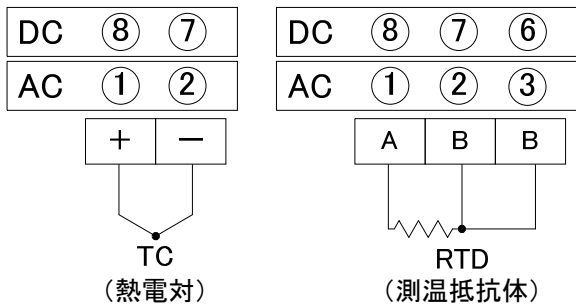 DC ⑧ ⑦
AC ① ②
+ −
TC
(熱電対)
DC ⑧ ⑦ ⑥
AC ① ② ③
A B B
RTD
(測温抵抗体)